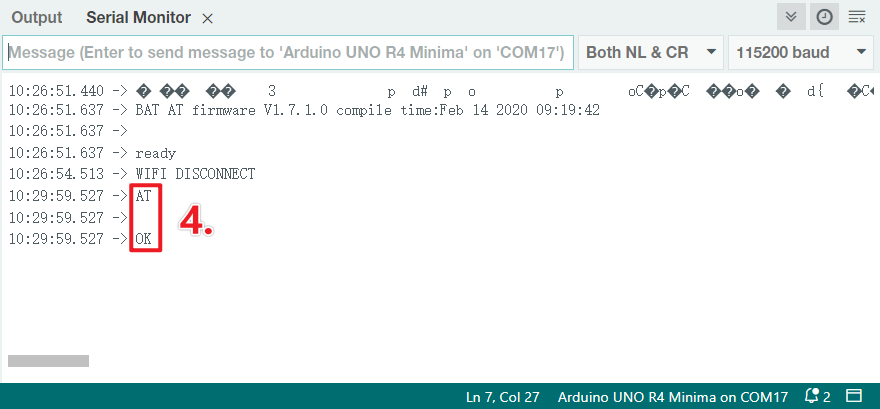 Output Serial Monitor ×
Message (Enter to send message to 'Arduino UNO R4 Minima' on 'COM17') Both NL & CR 115200 baud
10:26:51.440 -> � �� �� 3 p d# p o p oC�p�C ��o� � d{ �C
10:26:51.637 -> BAT AT firmware V1.7.1.0 compile time:Feb 14 2020 09:19:42
10:26:51.637 ->
10:26:51.637 -> ready
10:26:54.513 -> WIFI DISCONNECT
10:29:59.527 -> AT
10:29:59.527 ->
10:29:59.527 -> OK
4.
Ln 7, Col 27 Arduino UNO R4 Minima on COM17 2